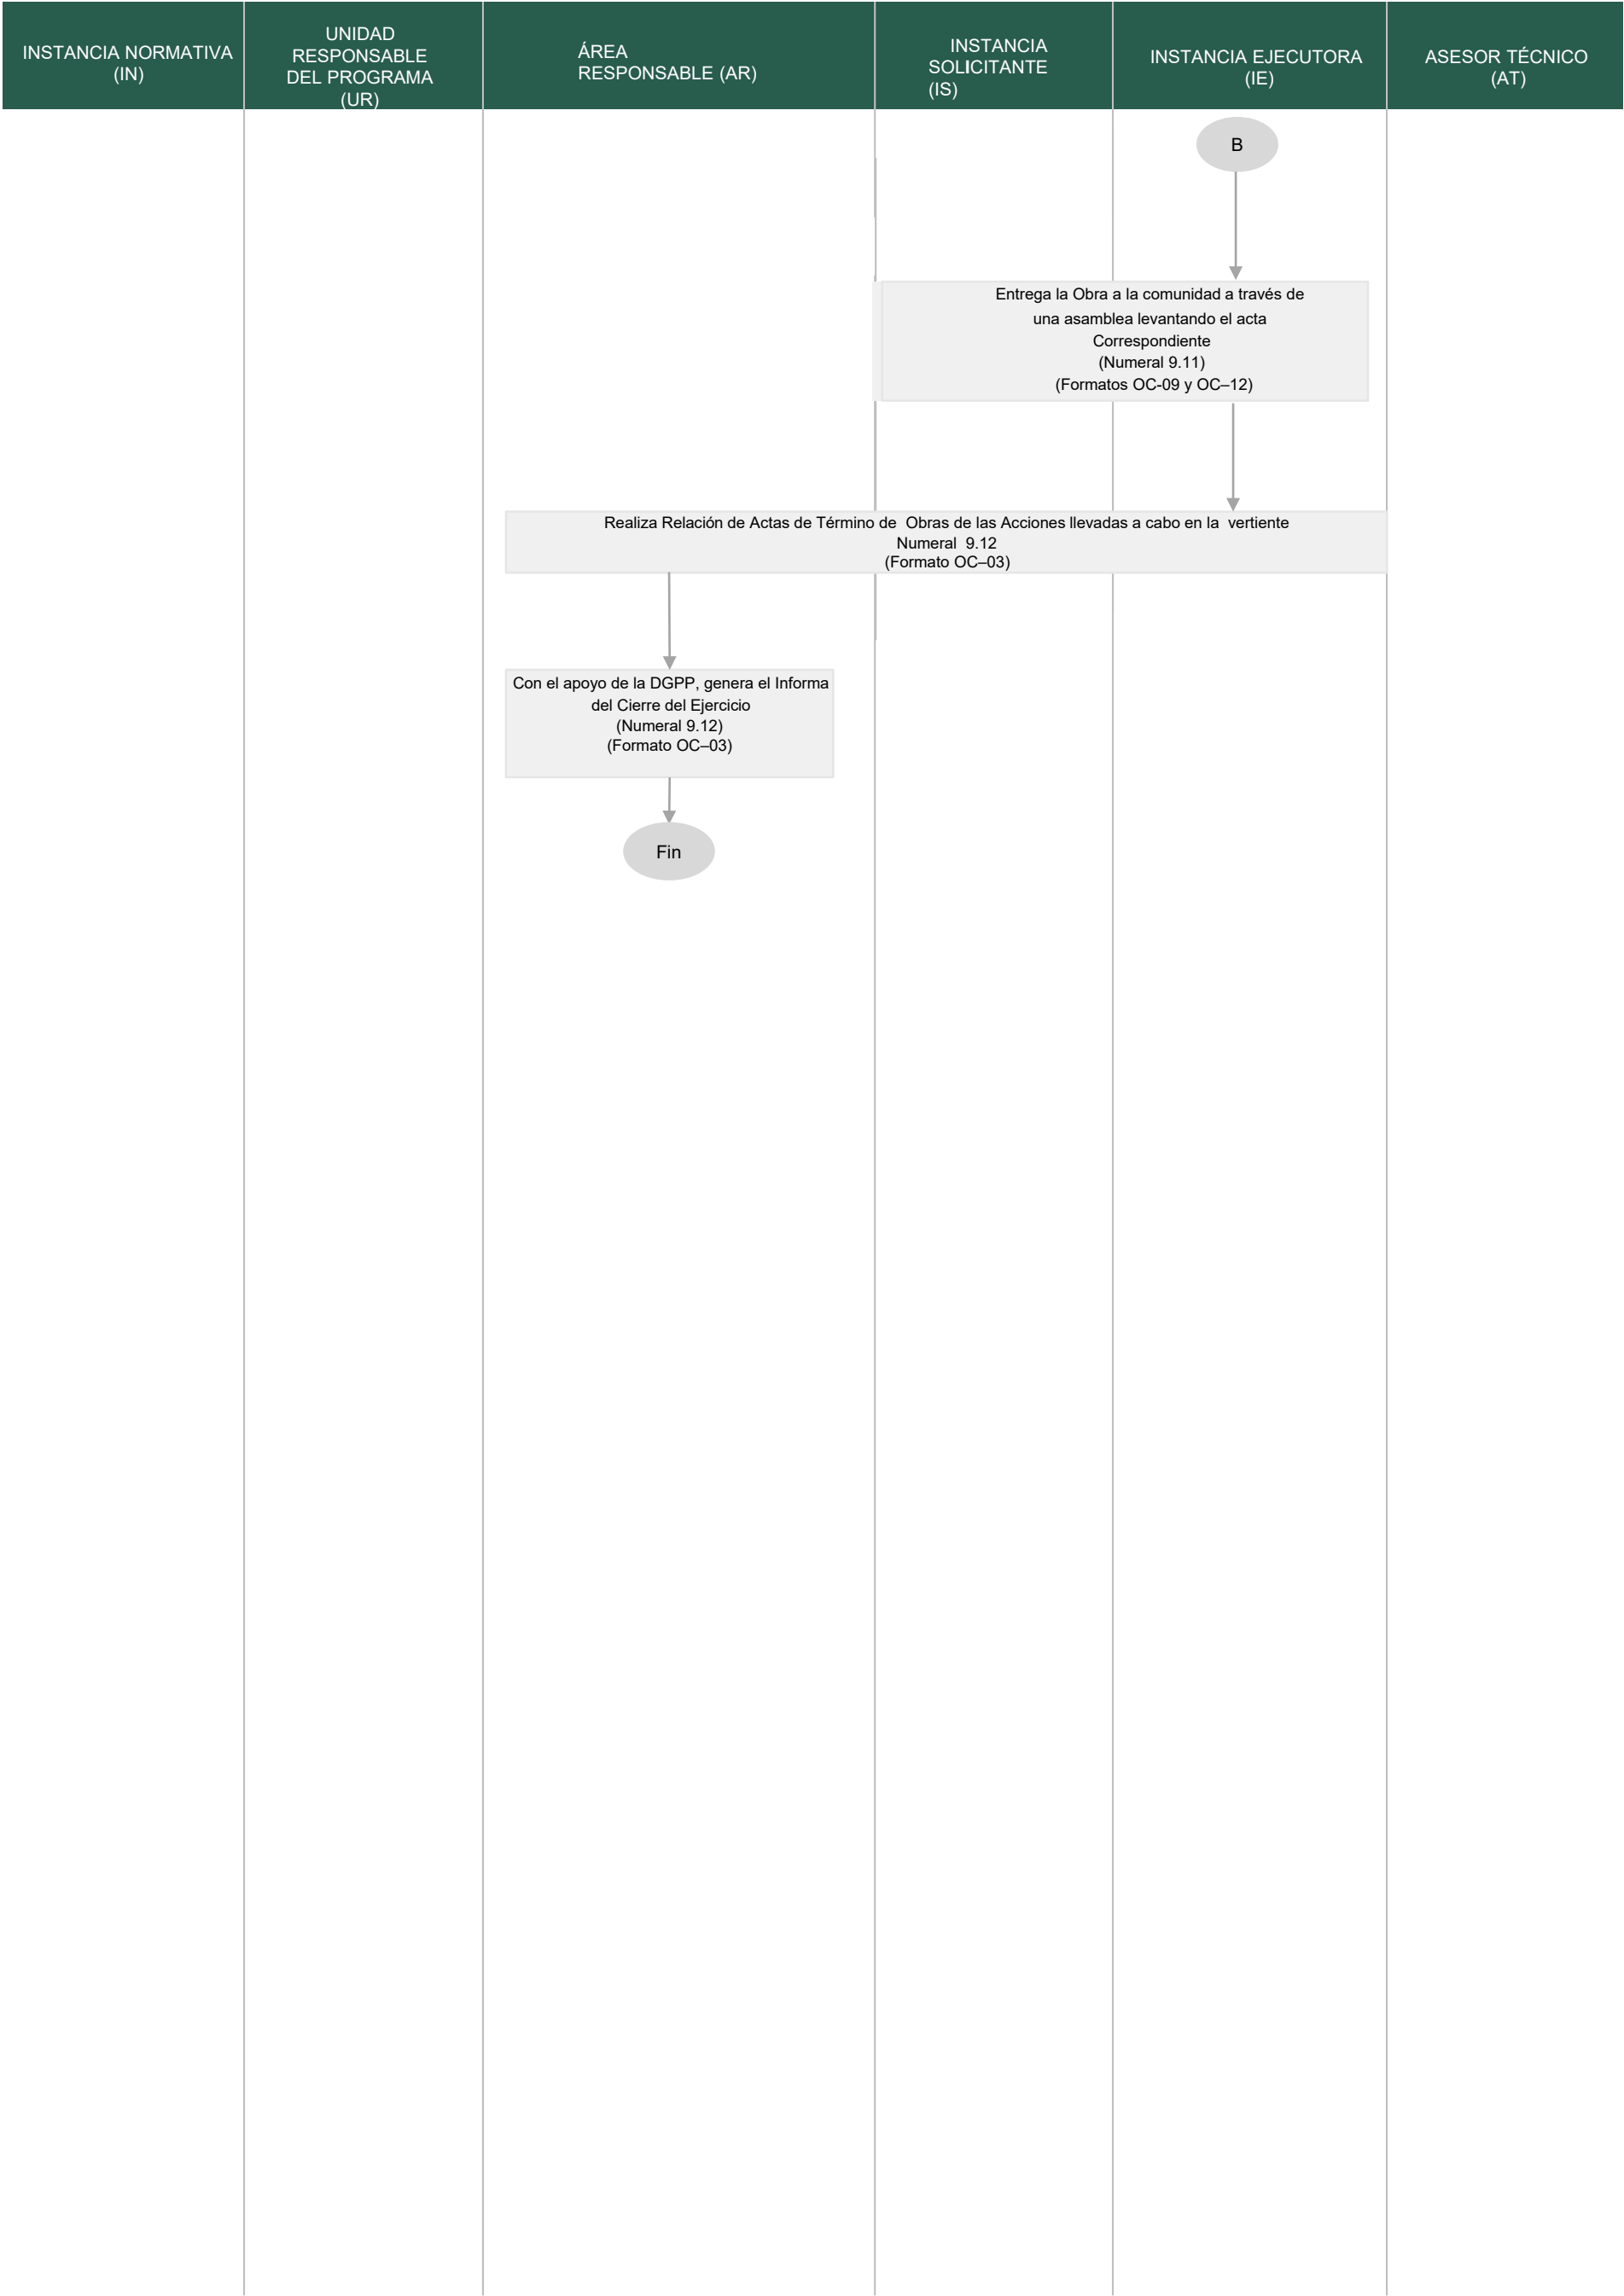 INSTANCIA NORMATIVA
(IN)
UNIDAD
RESPONSABLE
DEL PROGRAMA
(UR)
ÁREA
RESPONSABLE (AR)
INSTANCIA
SOLICITANTE
(IS)
INSTANCIA EJECUTORA
(IE)
ASESOR TÉCNICO
(AT)
B
Entrega la Obra a la comunidad a través de
una asamblea levantando el acta
Correspondiente
(Numeral 9.11)
(Formatos OC-09 y OC–12)
Realiza Relación de Actas de Término de Obras de las Acciones llevadas a cabo en la vertiente
Numeral 9.12
(Formato OC–03)
Con el apoyo de la DGPP, genera el Informa
del Cierre del Ejercicio
(Numeral 9.12)
(Formato OC–03)
Fin